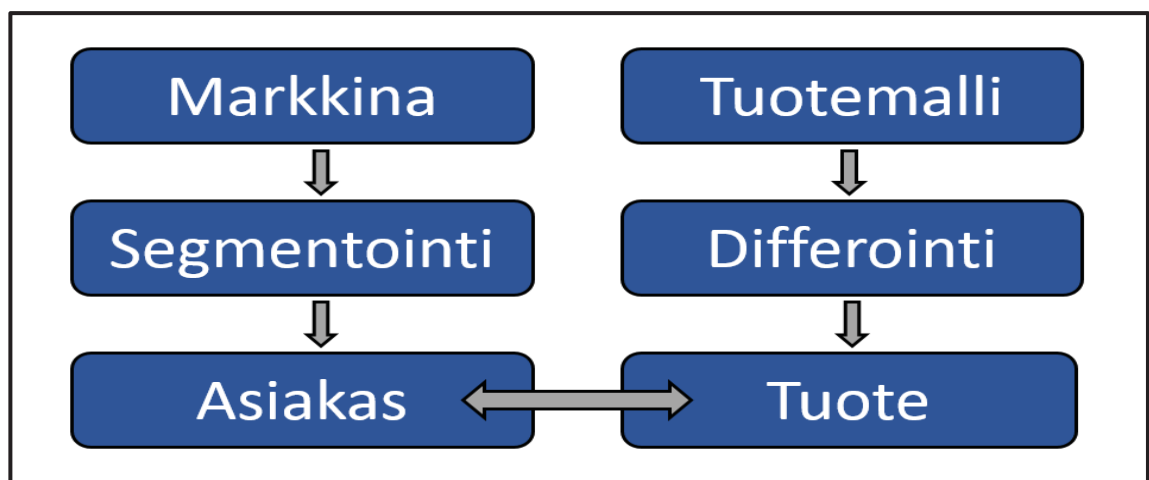 Markkina
Segmentointi
Asiakas
Tuotemalli
Differointi
Tuote